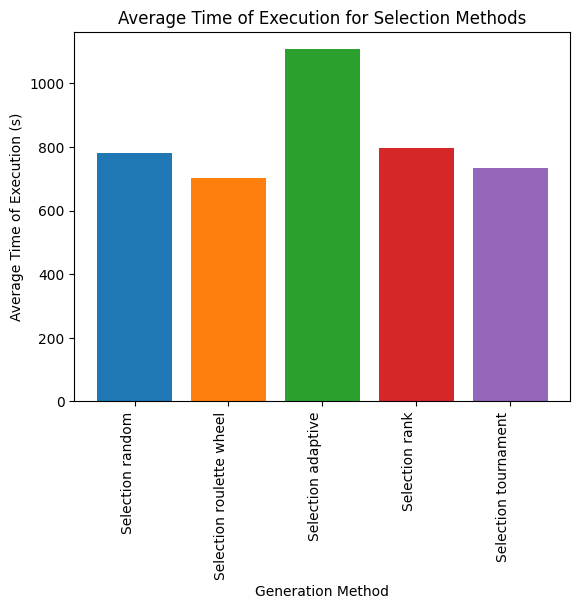 Average Time of Execution for Selection Methods
Average Time of Execution (s)
1000
800
600
400
200
0
Selection random
Selection roulette wheel
Selection adaptive
Selection rank
Selection tournament
Generation Method